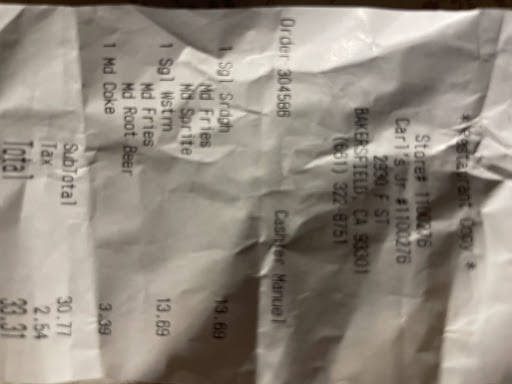 * Restaurant Copy *
Store# 1100276
Carl's Jr #1100276
2330 F ST
BAKERSFIELD, CA 93301
(661) 322-8751
Order 304586 Cashier Manuel
1 Sgl Srdgh 13.69
Md Fries
Md Sprite
1 Sgl Wstrn 13.69
Md Fries
Md Root Beer
1 Md Coke 3.39
SubTotal 30.77
Tax 2.54
Total 33.31